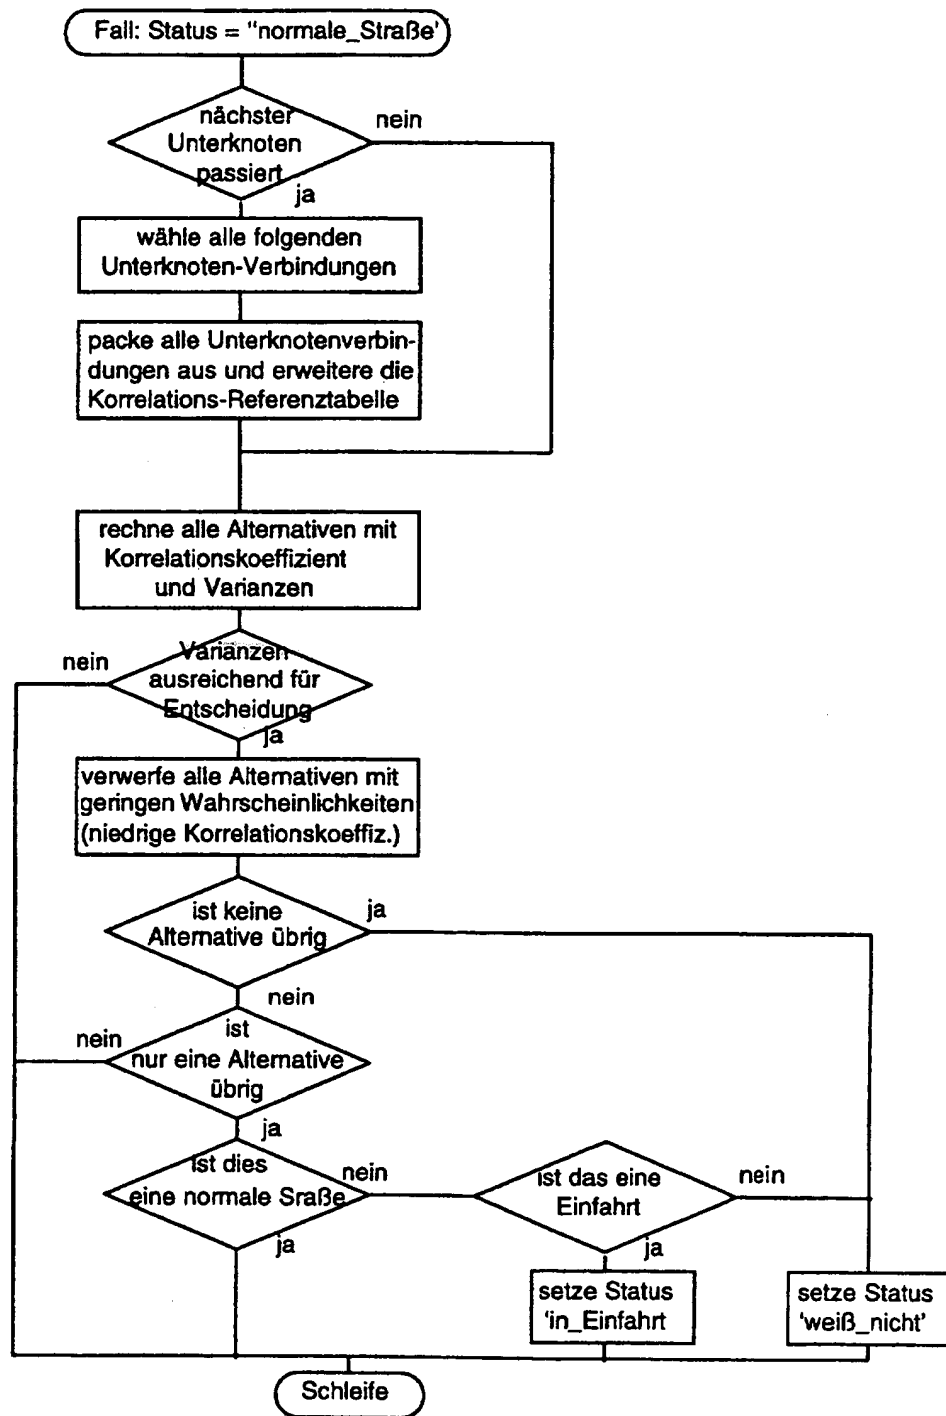 Fall: Status = "normale_Straße'
nächster
Unterknoten
passiert
nein
ja
wähle alle folgenden
Unterknoten-Verbindungen
packe alle Unterknotenverbin-
dungen aus und erweitere die
Korrelations-Referenztabelle
rechne alle Alternativen mit
Korrelationskoeffizient
und Varianzen
nein
Varianzen
ausreichend für
Entscheidung
ja
verwerfe alle Alternativen mit
geringen Wahrscheinlichkeiten
(niedrige Korrelationskoeffiz.)
ist keine
Alternative übrig
ja
nein
nein
ist
nur eine Alternative
übrig
ja
ist dies
eine normale Sraße
nein
ja
ist das eine
Einfahrt
nein
ja
setze Status
'in_Einfahrt
setze Status
'weiß_nicht'
Schleife